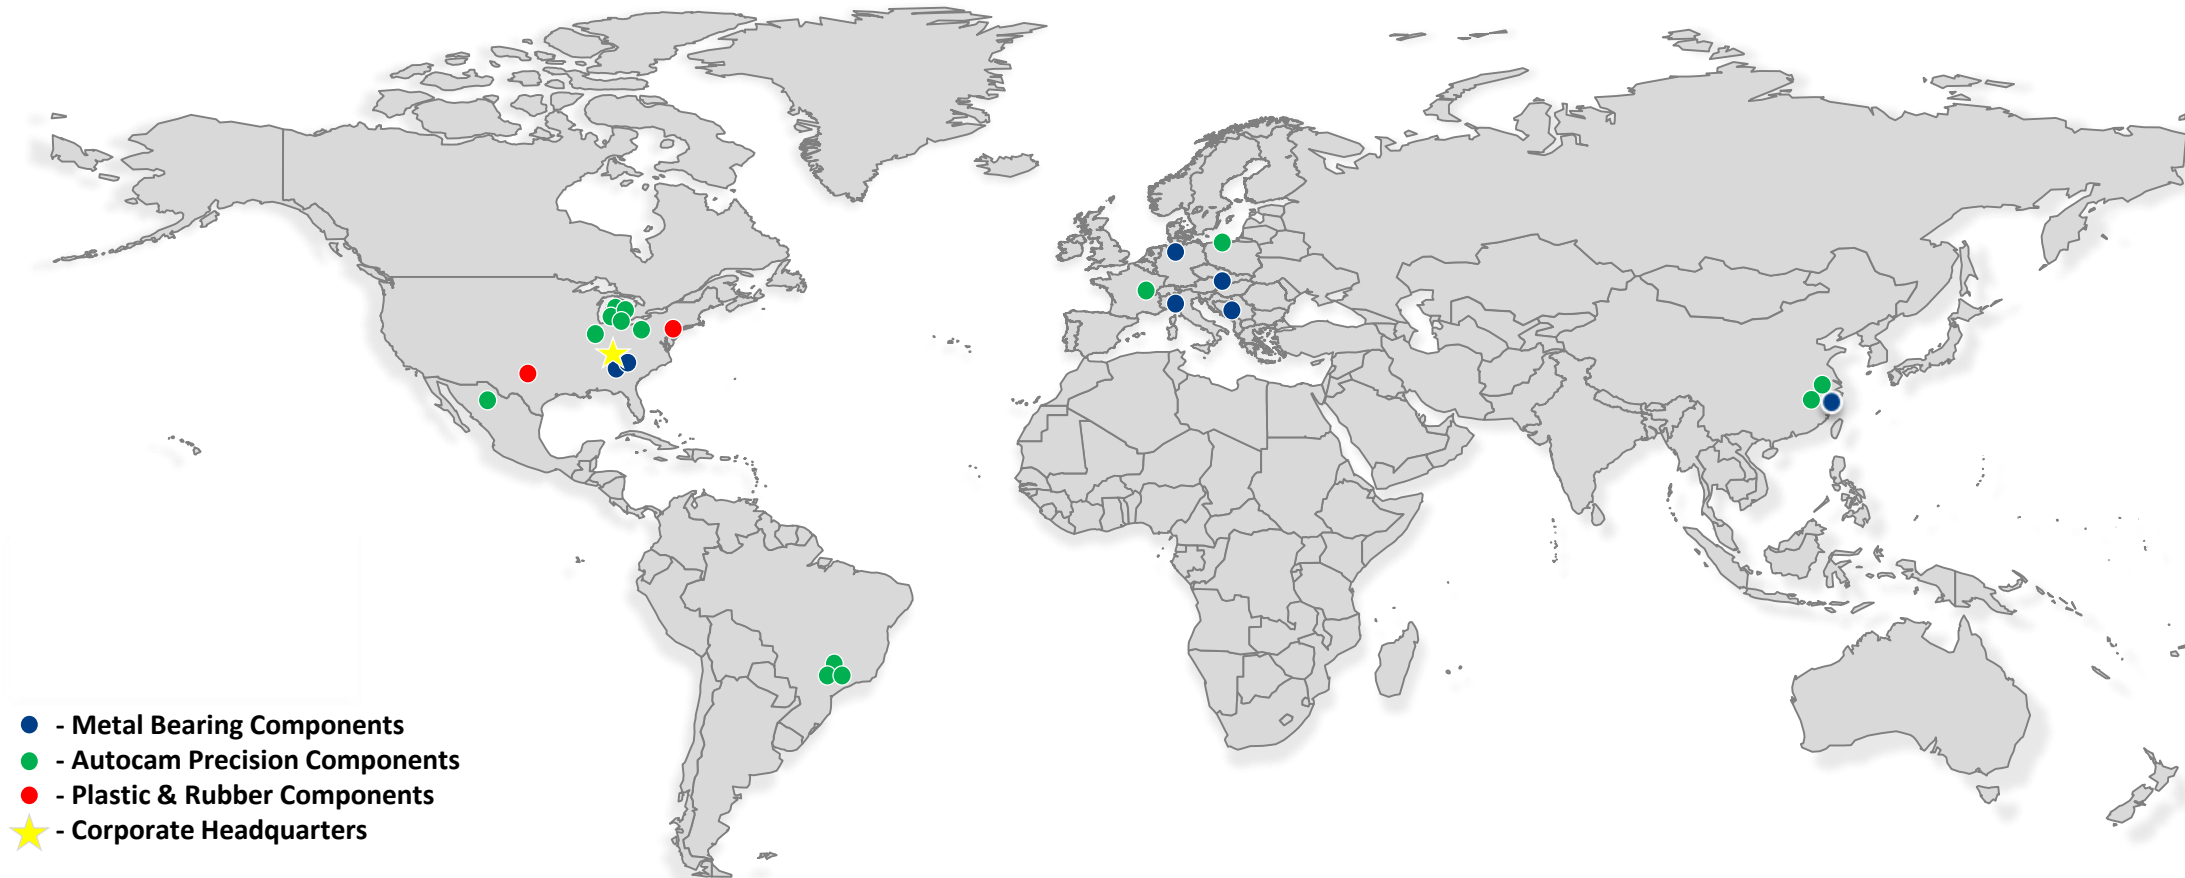 - Metal Bearing Components
- Autocam Precision Components
- Plastic & Rubber Components
- Corporate Headquarters